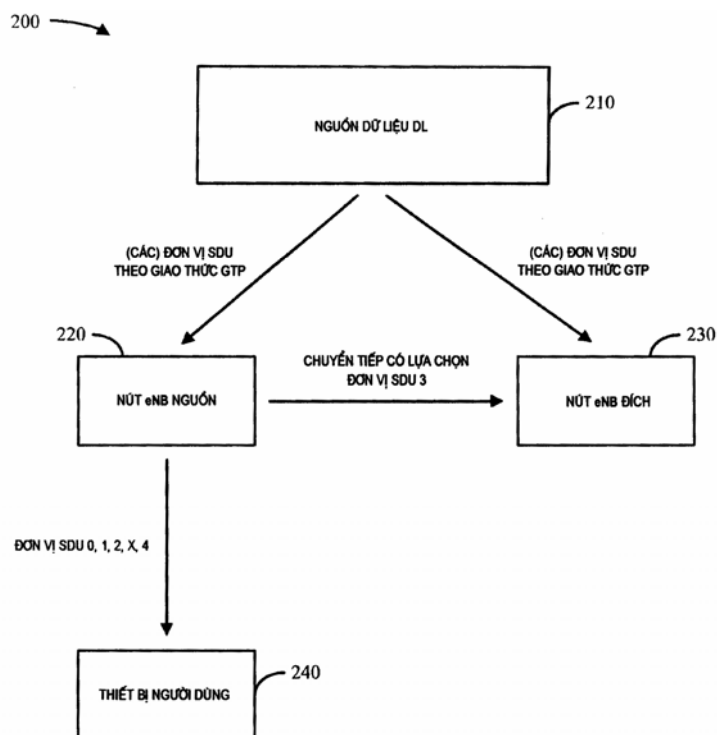 200
210
NGUỒN DỮ LIỆU DL
(CÁC) ĐƠN VỊ SDU
THEO GIAO THỨC GTP
(CÁC) ĐƠN VỊ SDU
THEO GIAO THỨC GTP
220
230
CHUYỂN TIẾP CÓ LỰA CHỌN
ĐƠN VỊ SDU 3
NÚT eNB NGUỒN
NÚT eNB ĐÍCH
ĐƠN VỊ SDU 0, 1, 2, X, 4
240
THIẾT BỊ NGƯỜI DÙNG